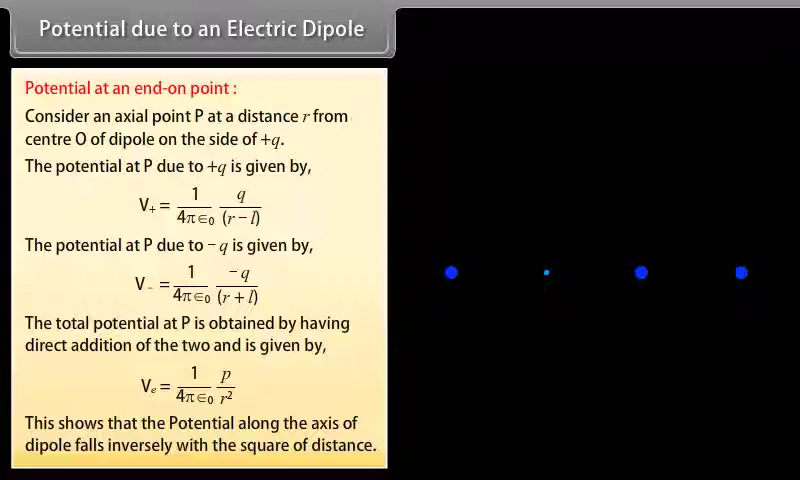 Potential due to an Electric Dipole
Potential at an end-on point :
Consider an axial point P at a distance r from
centre O of dipole on the side of +q.
The potential at P due to +q is given by,
V₊ = 1/4π∈₀ q/(r − l)
The potential at P due to − q is given by,
V₋ = 1/4π∈₀ − q/(r + l)
The total potential at P is obtained by having
direct addition of the two and is given by,
Vₑ = 1/4π∈₀ p/r²
This shows that the Potential along the axis of
dipole falls inversely with the square of distance.